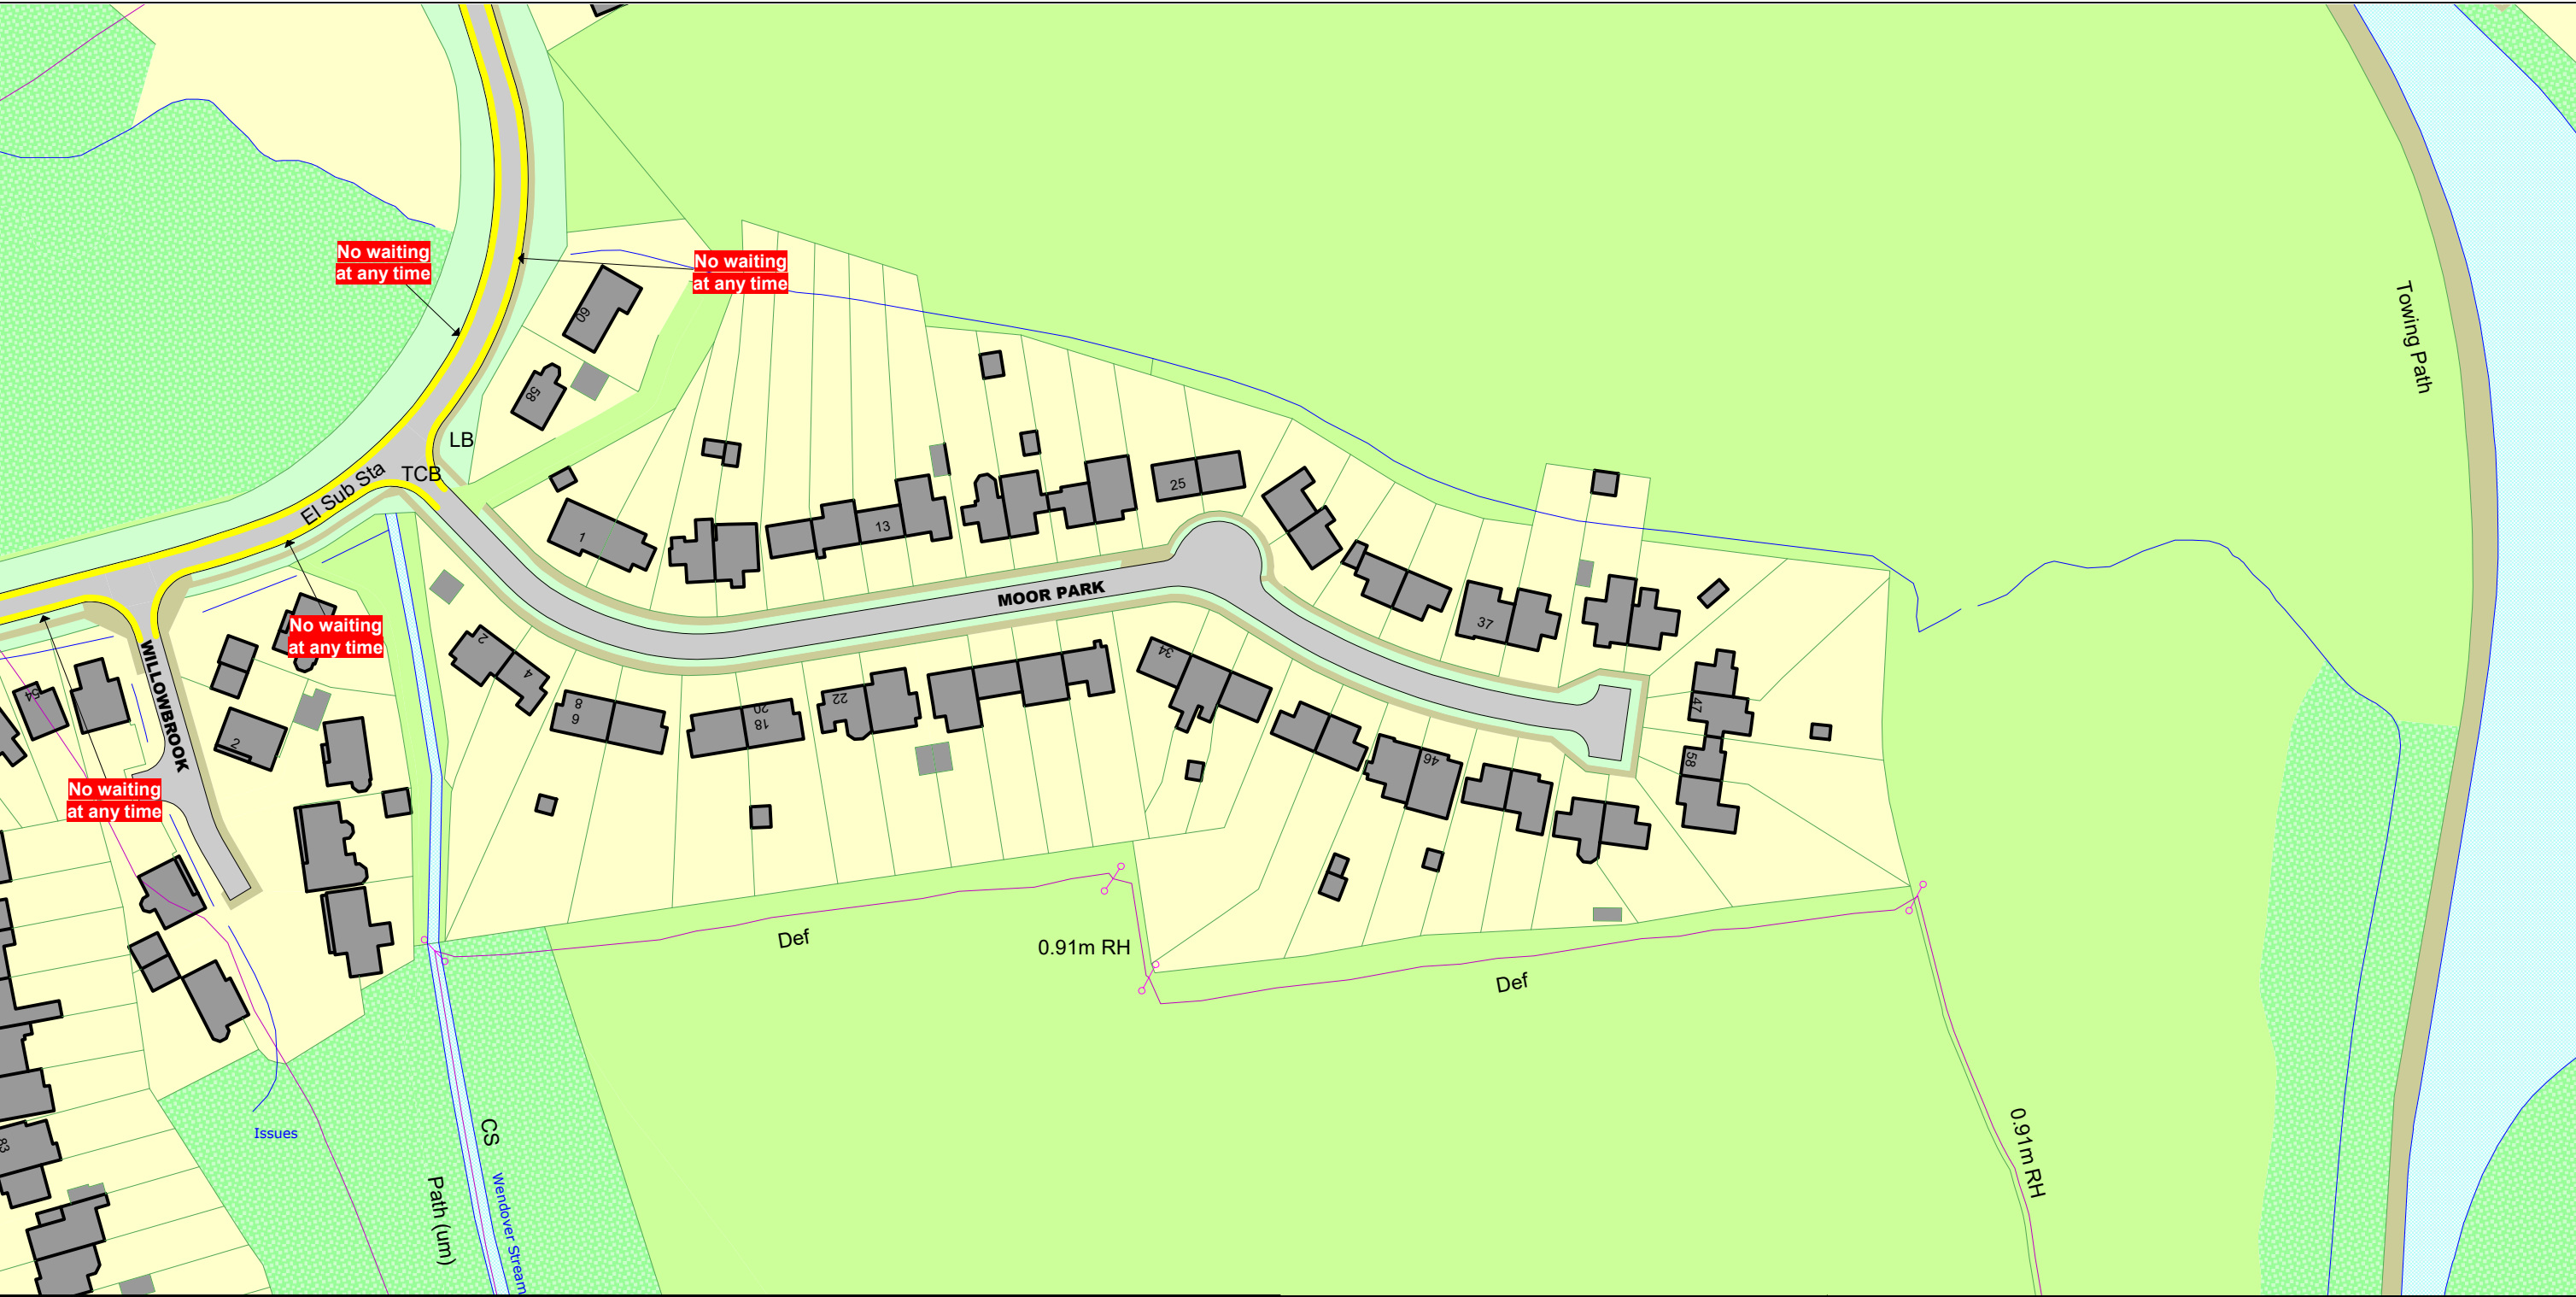 No waiting
at any time
No waiting
at any time
Towing Path
60
58
LB
TCB
El Sub Sta
25
13
1
MOOR PARK
37
No waiting
at any time
2
4
34
WILLOWBROOK
54
2
8
6
22
20
18
47
58
46
No waiting
at any time
Def
0.91m RH
Def
Issues
CS
83
0.91m RH
Path (um)
Wendover Stream